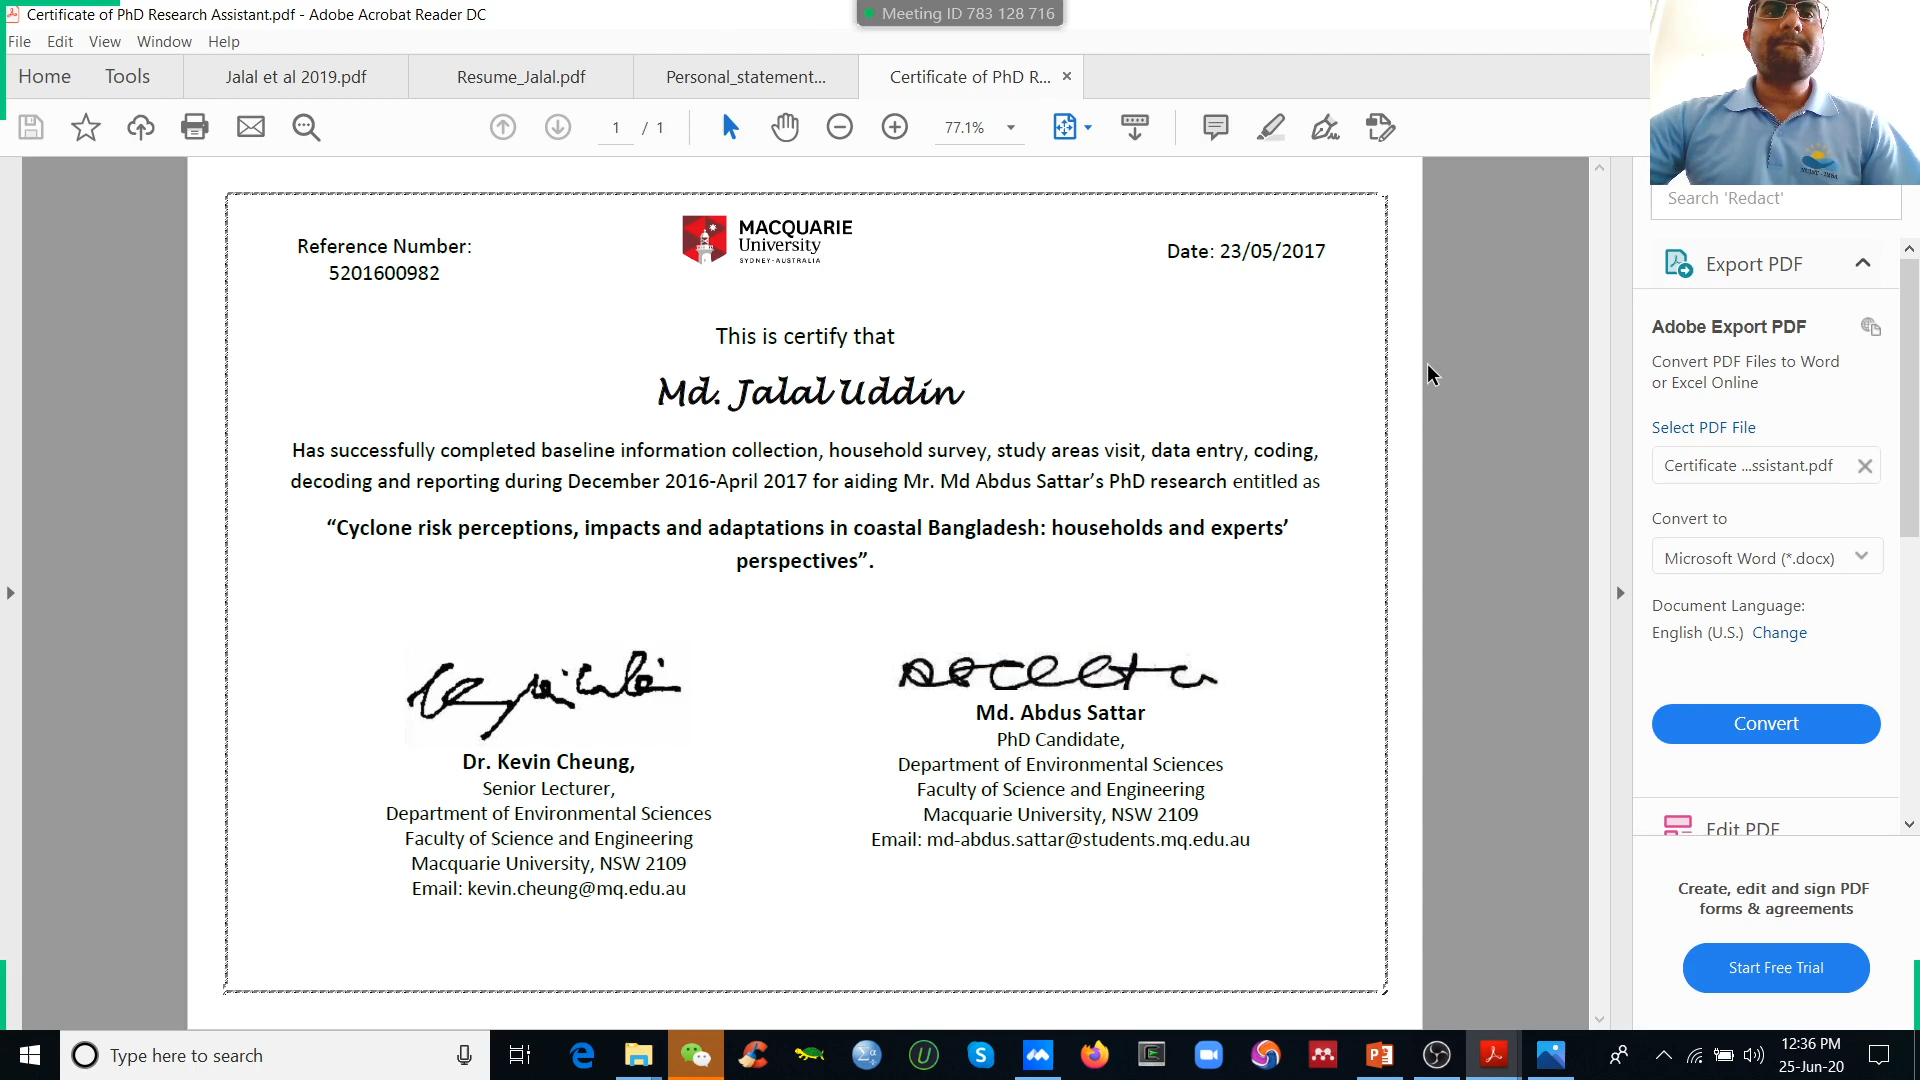 Certificate of PhD Research Assistant.pdf - Adobe Acrobat Reader DC
Meeting ID 783 128 716
File Edit View Window Help
Home Tools Jalal et al 2019.pdf Resume_Jalal.pdf Personal_statement... Certificate of PhD R...
1 / 1 77.1%
Search 'Redact'
Reference Number:
5201600982
MACQUARIE
University
SYDNEY·AUSTRALIA
Date: 23/05/2017
This is certify that
Md. Jalal Uddin
Has successfully completed baseline information collection, household survey, study areas visit, data entry, coding,
decoding and reporting during December 2016-April 2017 for aiding Mr. Md Abdus Sattar’s PhD research entitled as
“Cyclone risk perceptions, impacts and adaptations in coastal Bangladesh: households and experts’
perspectives”.
Dr. Kevin Cheung,
Senior Lecturer,
Department of Environmental Sciences
Faculty of Science and Engineering
Macquarie University, NSW 2109
Email: kevin.cheung@mq.edu.au
Md. Abdus Sattar
PhD Candidate,
Department of Environmental Sciences
Faculty of Science and Engineering
Macquarie University, NSW 2109
Email: md-abdus.sattar@students.mq.edu.au
Export PDF
Adobe Export PDF
Convert PDF Files to Word
or Excel Online
Select PDF File
Certificate ...ssistant.pdf
Convert to
Microsoft Word (*.docx)
Document Language:
English (U.S.) Change
Convert
Edit PDF
Create, edit and sign PDF
forms & agreements
Start Free Trial
Type here to search
12:36 PM
25-Jun-20